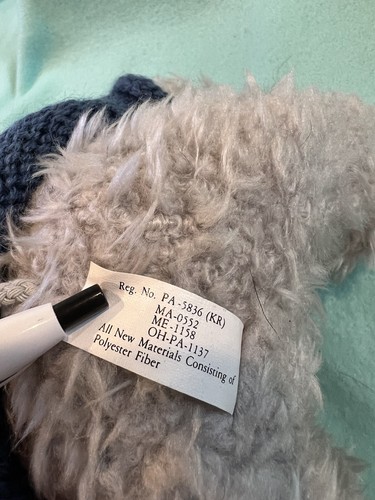 Reg. No. PA-5836 (KR)
MA-0552
ME-1158
OH-PA-1137
All New Materials Consisting of
Polyester Fiber